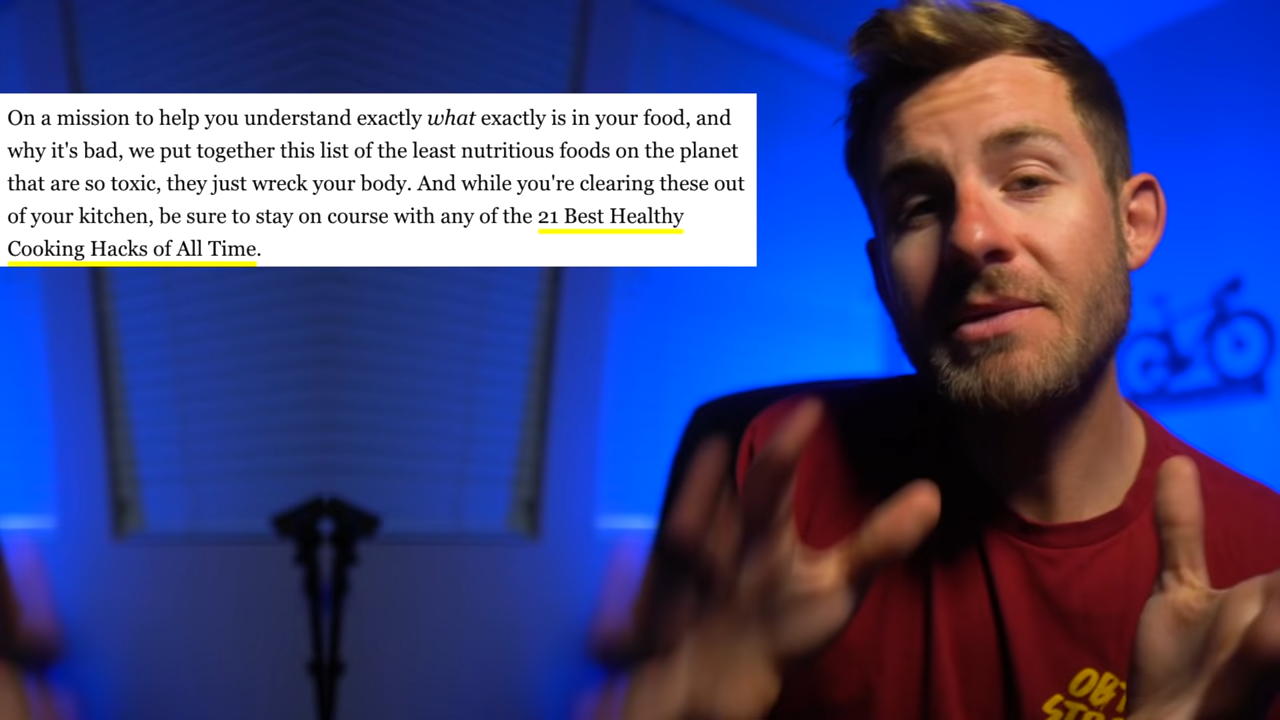 On a mission to help you understand exactly what exactly is in your food, and
why it's bad, we put together this list of the least nutritious foods on the planet
that are so toxic, they just wreck your body. And while you're clearing these out
of your kitchen, be sure to stay on course with any of the 21 Best Healthy
Cooking Hacks of All Time.